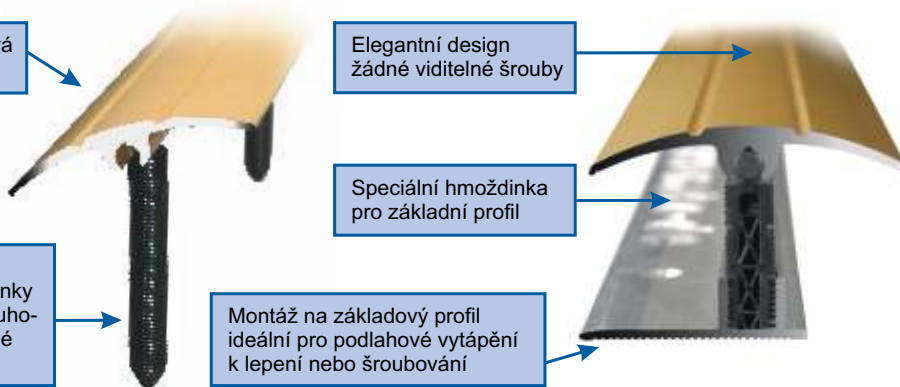 Elegantní design
žádné viditelné šrouby
Speciální hmoždinka
pro základní profil
Montáž na základový profil
ideální pro podlahové vytápění
k lepení nebo šroubování